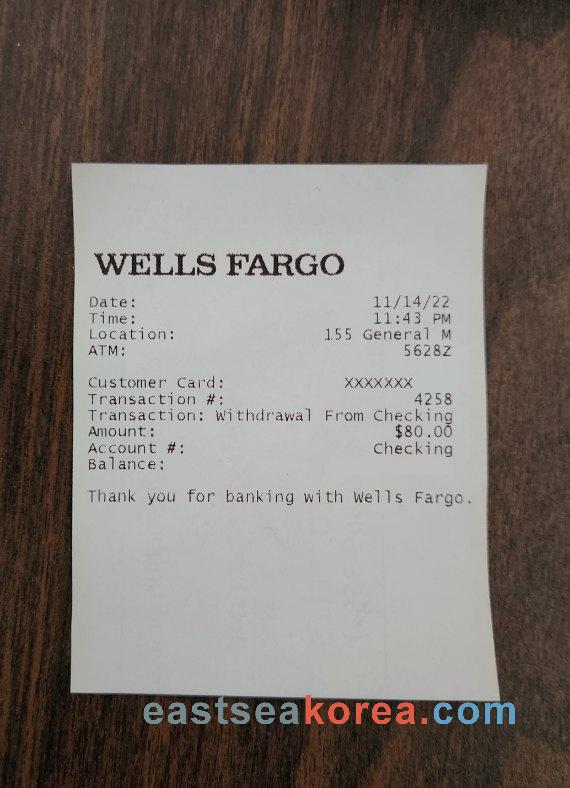 WELLS FARGO
Date: 11/14/22
Time: 11:43 PM
Location: 155 General M
ATM: 5628Z
Customer Card: XXXXXXX
Transaction #: 4258
Transaction: Withdrawal From Checking
Amount: $80.00
Account #: Checking
Balance:
Thank you for banking with Wells Fargo.
eastseakorea.com